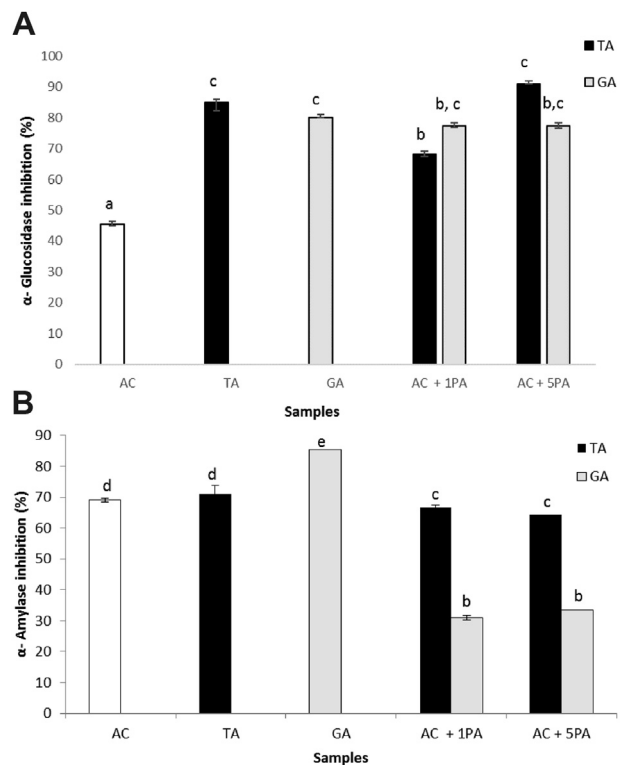 A
TA
GA
α- Glucosidase inhibition (%)
100
90
80
70
60
50
40
30
20
10
0
a
c
c
b
b, c
c
b,c
AC
TA
GA
AC + 1PA
AC + 5PA
Samples
B
TA
GA
α- Amylase inhibition (%)
90
80
70
60
50
40
30
20
10
0
d
d
e
c
b
c
b
AC
TA
GA
AC + 1PA
AC + 5PA
Samples